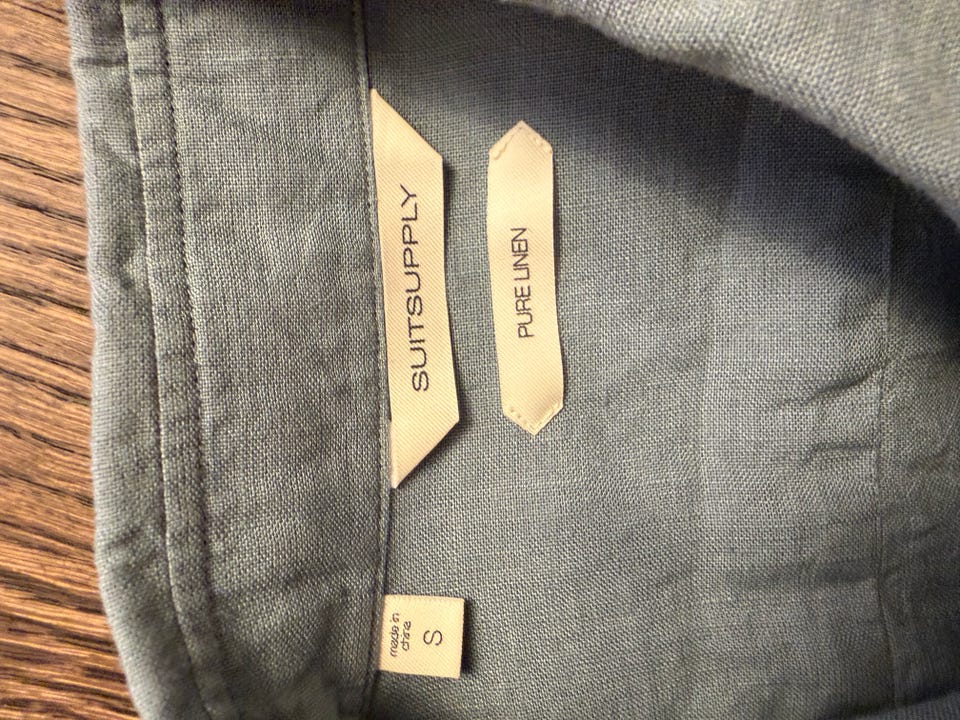 SUITSUPPLY
PURE LINEN
made in
china
S